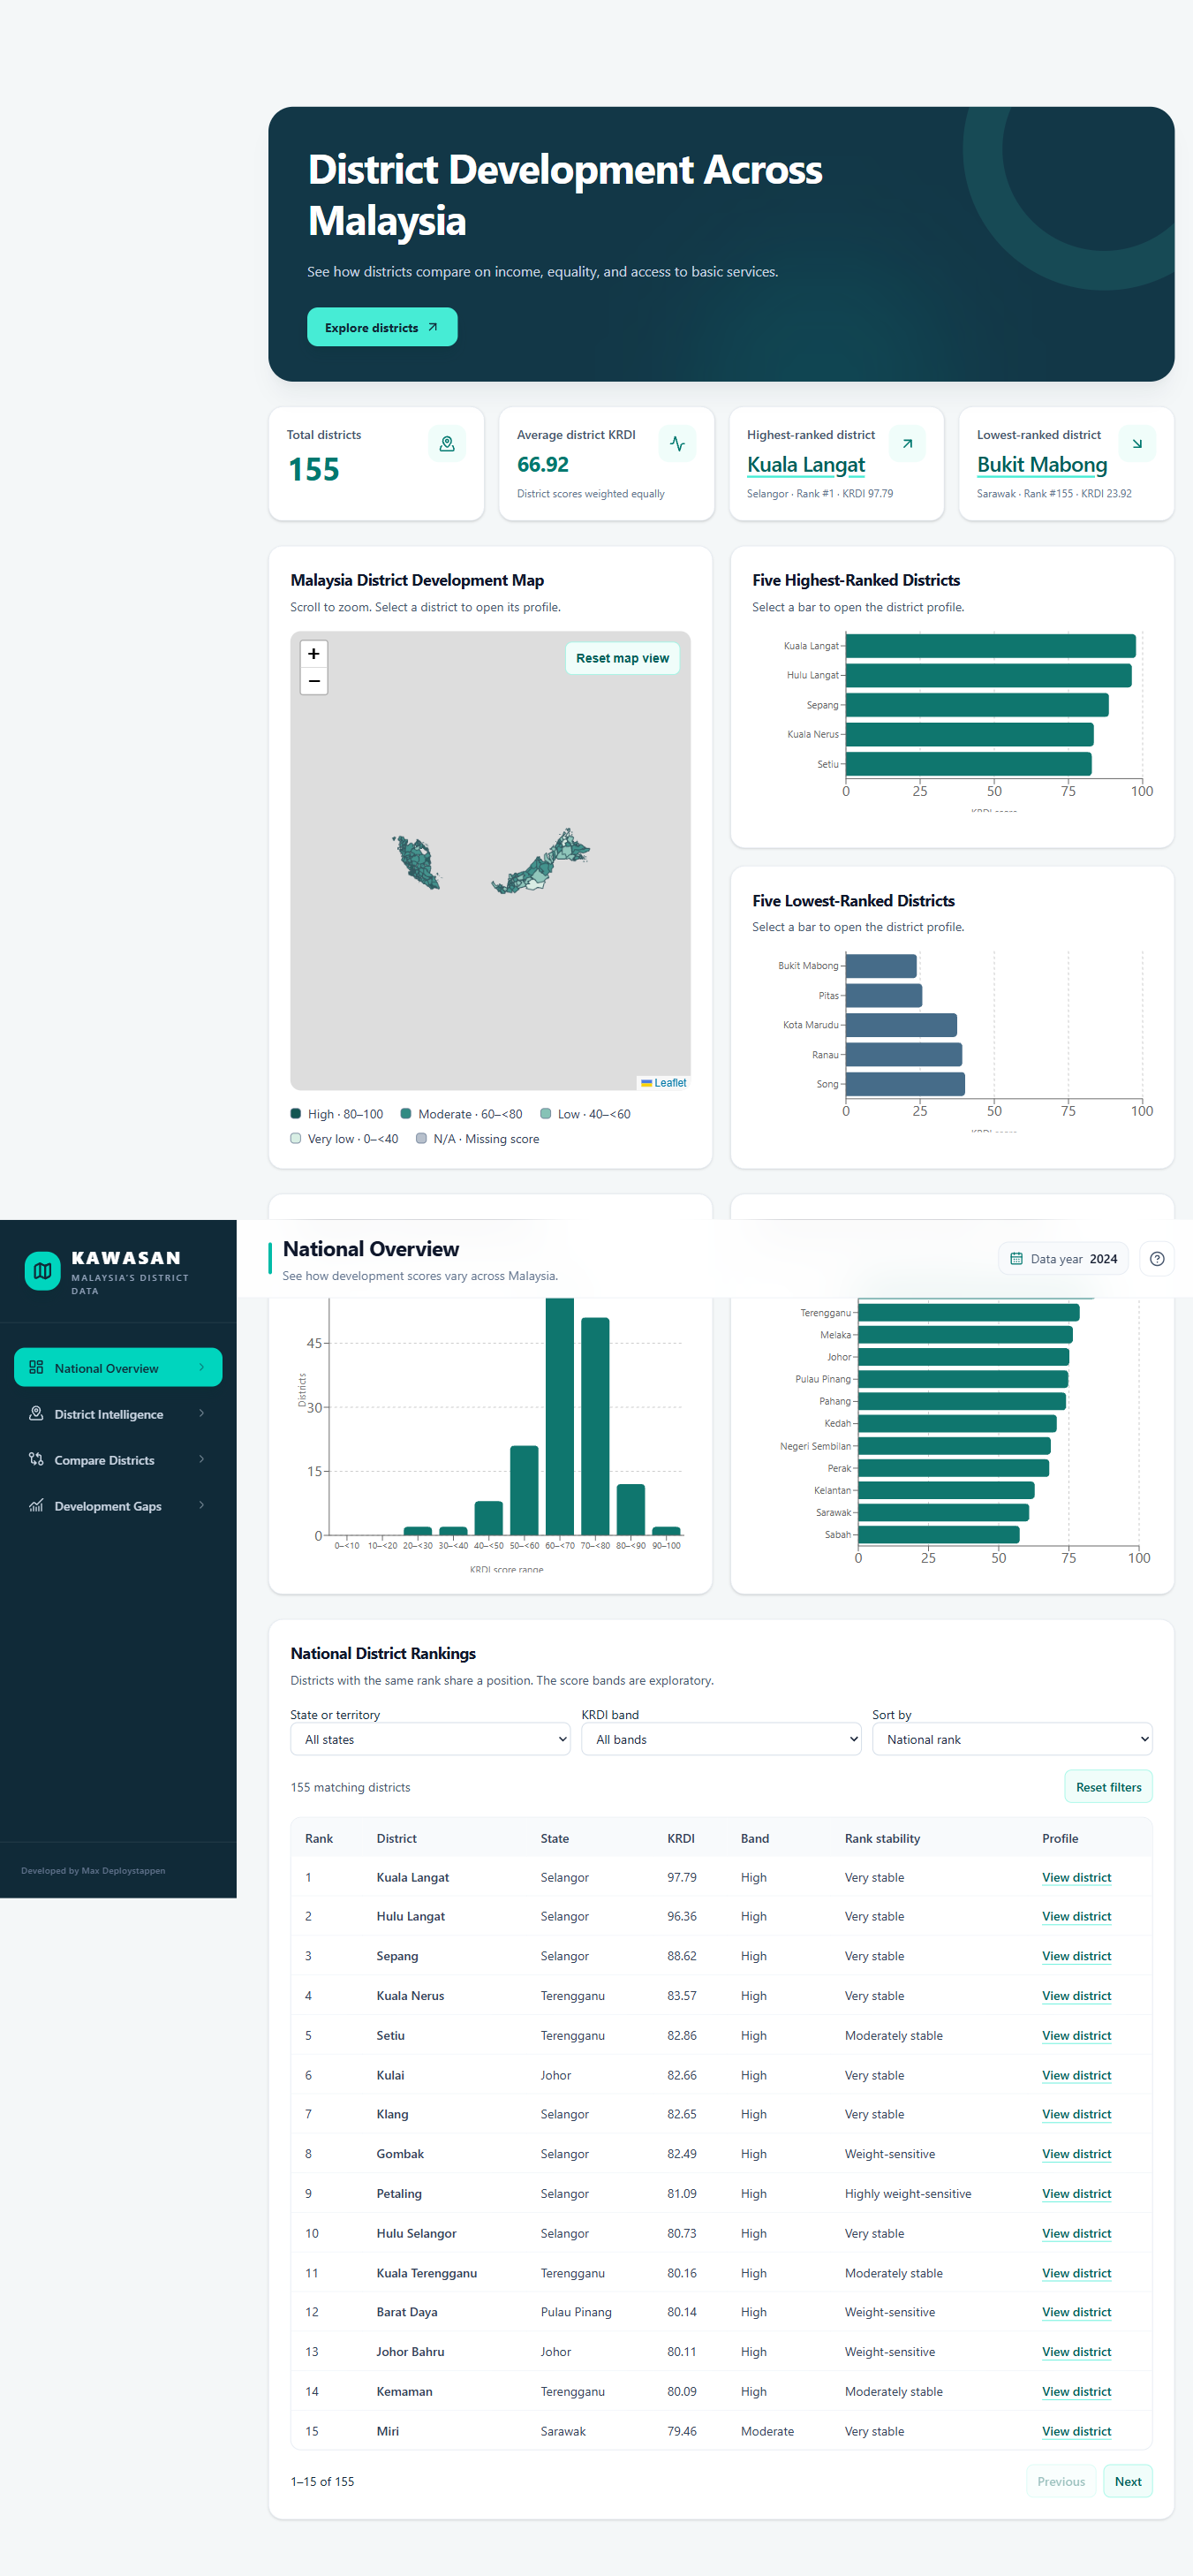 District Development Across
Malaysia
See how districts compare on income, equality, and access to basic services.
Explore districts
Total districts
155
Average district KRDI
66.92
District scores weighted equally
Highest-ranked district
Kuala Langat
Selangor · Rank #1 · KRDI 97.79
Lowest-ranked district
Bukit Mabong
Sarawak · Rank #155 · KRDI 23.92
Malaysia District Development Map
Scroll to zoom. Select a district to open its profile.
+
−
Reset map view
Leaflet
High · 80–100
Moderate · 60–<80
Low · 40–<60
Very low · 0–<40
N/A · Missing score
Five Highest-Ranked Districts
Select a bar to open the district profile.
Kuala Langat
Hulu Langat
Sepang
Kuala Nerus
Setiu
0 25 50 75 100
Five Lowest-Ranked Districts
Select a bar to open the district profile.
Bukit Mabong
Pitas
Kota Marudu
Ranau
Song
0 25 50 75 100
KAWASAN
MALAYSIA'S DISTRICT
DATA
National Overview
District Intelligence
Compare Districts
Development Gaps
Developed by Max Deploystappen
National Overview
See how development scores vary across Malaysia.
Data year 2024
45
30
15
0
Districts
0–<10 10–<20 20–<30 30–<40 40–<50 50–<60 60–<70 70–<80 80–<90 90–100
KRDI score range
Terengganu
Melaka
Johor
Pulau Pinang
Pahang
Kedah
Negeri Sembilan
Perak
Kelantan
Sarawak
Sabah
0 25 50 75 100
National District Rankings
Districts with the same rank share a position. The score bands are exploratory.
State or territory
All states
KRDI band
All bands
Sort by
National rank
155 matching districts
Reset filters
Rank District State KRDI Band Rank stability Profile
1 Kuala Langat Selangor 97.79 High Very stable View district
2 Hulu Langat Selangor 96.36 High Very stable View district
3 Sepang Selangor 88.62 High Very stable View district
4 Kuala Nerus Terengganu 83.57 High Very stable View district
5 Setiu Terengganu 82.86 High Moderately stable View district
6 Kulai Johor 82.66 High Very stable View district
7 Klang Selangor 82.65 High Very stable View district
8 Gombak Selangor 82.49 High Weight-sensitive View district
9 Petaling Selangor 81.09 High Highly weight-sensitive View district
10 Hulu Selangor Selangor 80.73 High Very stable View district
11 Kuala Terengganu Terengganu 80.16 High Moderately stable View district
12 Barat Daya Pulau Pinang 80.14 High Weight-sensitive View district
13 Johor Bahru Johor 80.11 High Weight-sensitive View district
14 Kemaman Terengganu 80.09 High Moderately stable View district
15 Miri Sarawak 79.46 Moderate Very stable View district
1–15 of 155
Previous
Next